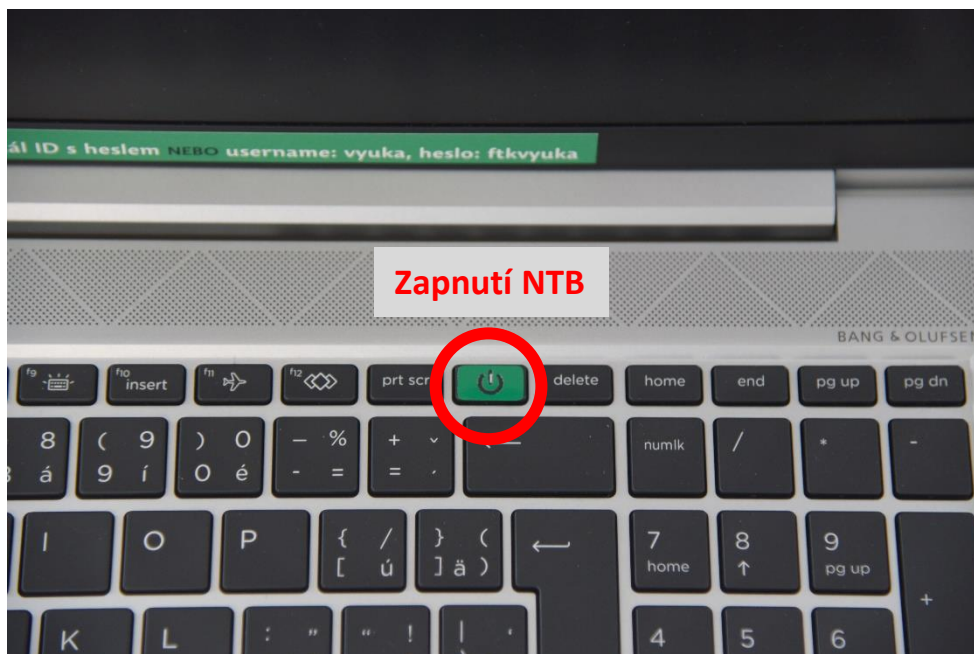 ál ID s heslem NEBO username: vyuka, heslo: ftkvyuka
Zapnutí NTB
BANG & OLUFSEN
f9 f10 insert f11 f12 prt scr delete home end pg up pg dn
8 ( 9 ) 0 — % + ˇ ← numlk / * -
á 9 í 0 é - = = ´
I O P { / } ( ← 7 8 9
[ ú ] ä ) home ↑ pg up
+
K L : " “ ! | ‘ 4 5 6